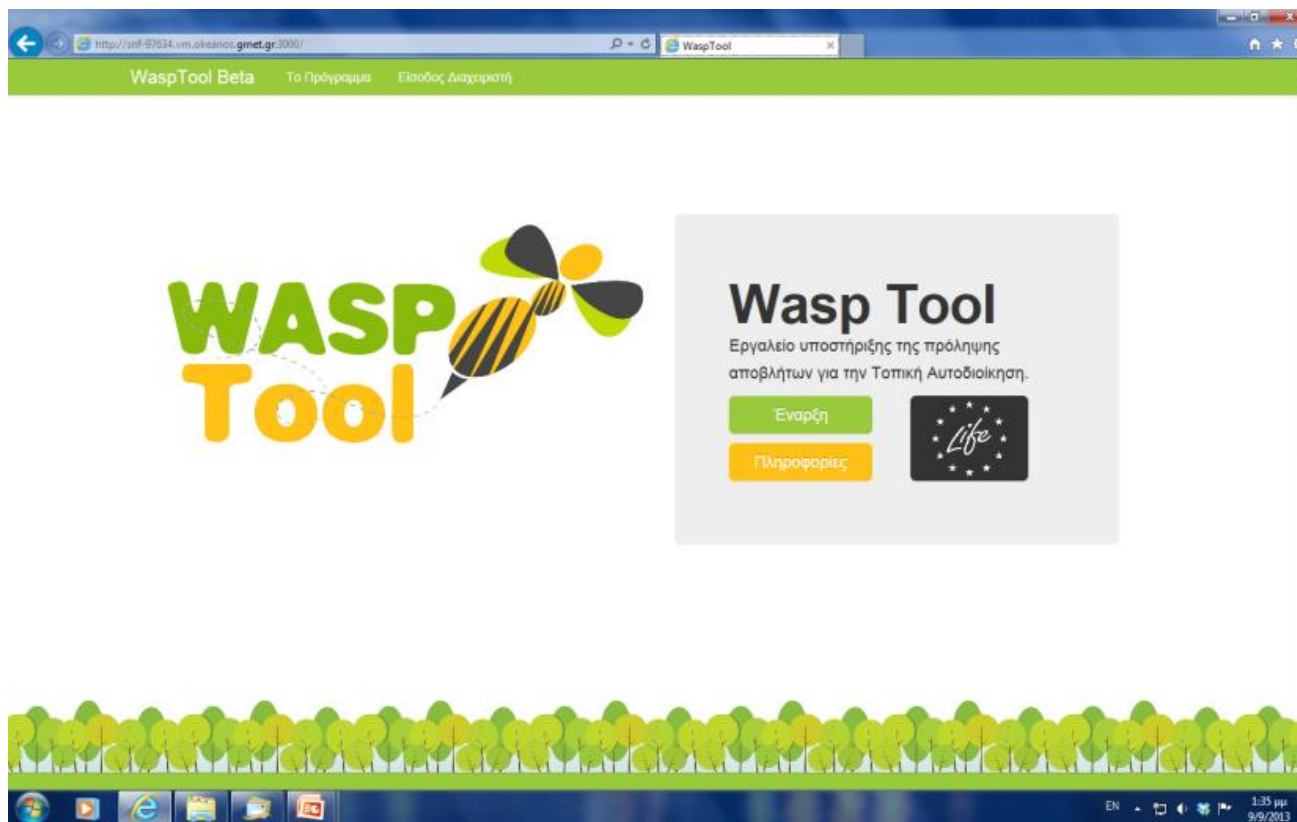 http://snf-97634.vm.okeanos.grnet.gr:3000/
WaspTool
WaspTool Beta
Το Πρόγραμμα
Είσοδος Διαχειριστή
WASP
Tool
Wasp Tool
Εργαλείο υποστήριξης της πρόληψης
αποβλήτων για την Τοπική Αυτοδιοίκηση.
Έναρξη
Πληροφορίες
Life
EN
1:35 μμ
9/9/2013